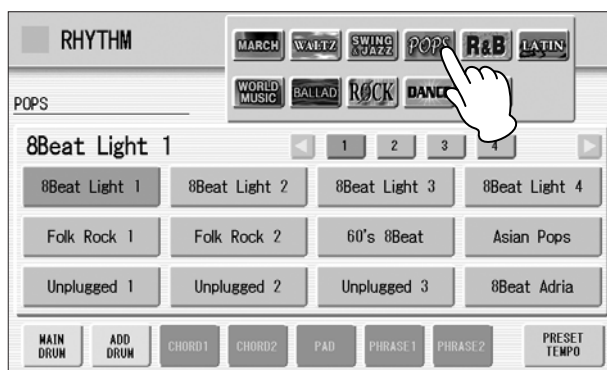 RHYTHM
MARCH WALTZ SWING & JAZZ POPS R&B LATIN
WORLD MUSIC BALLAD ROCK
POPS
8Beat Light 1
1 2 3 4
8Beat Light 1 8Beat Light 2 8Beat Light 3 8Beat Light 4
Folk Rock 1 Folk Rock 2 60's 8Beat Asian Pops
Unplugged 1 Unplugged 2 Unplugged 3 8Beat Adria
MAIN DRUM ADD DRUM CHORD1 CHORD2 PAD PHRASE1 PHRASE2 PRESET TEMPO